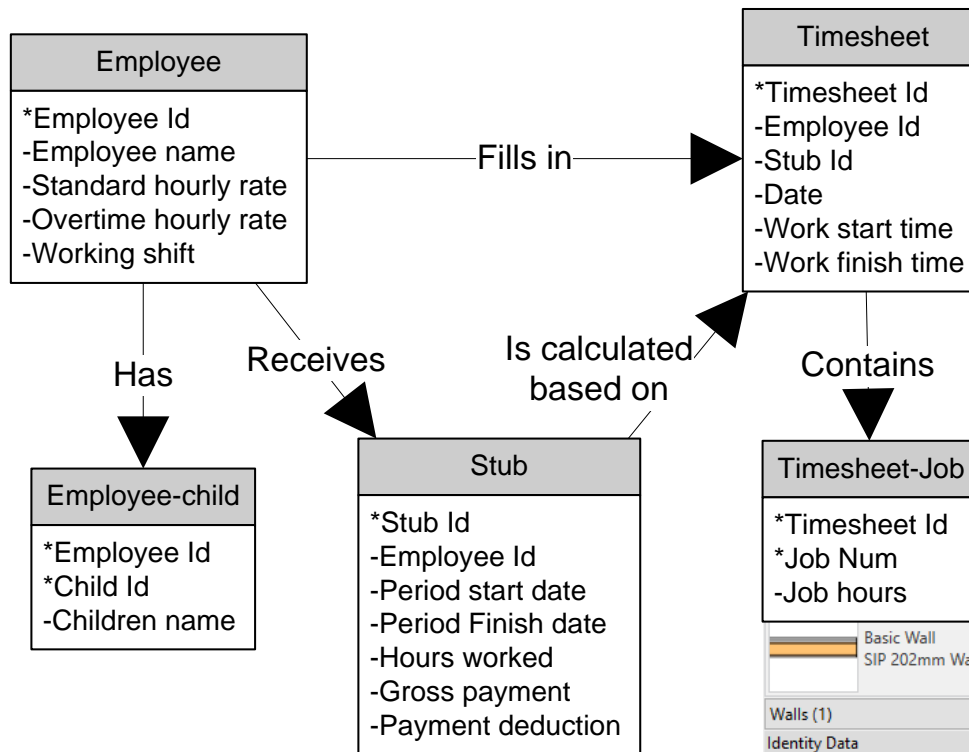 Employee
*Employee Id
-Employee name
-Standard hourly rate
-Overtime hourly rate
-Working shift
Fills in
Timesheet
*Timesheet Id
-Employee Id
-Stub Id
-Date
-Work start time
-Work finish time
Has
Receives
Is calculated
based on
Contains
Employee-child
*Employee Id
*Child Id
-Children name
Stub
*Stub Id
-Employee Id
-Period start date
-Period Finish date
-Hours worked
-Gross payment
-Payment deduction
Timesheet-Job
*Timesheet Id
*Job Num
-Job hours
Basic Wall
SIP 202mm
Walls (1)
Identity Data